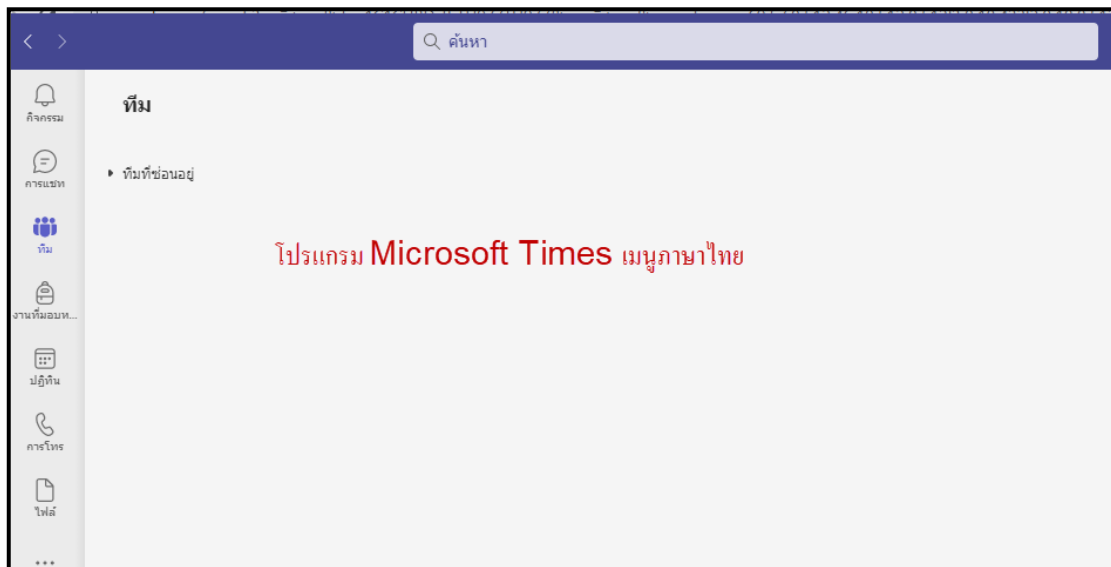 ค้นหา
กิจกรรม
ทีม
การแชท
ทีมที่ซ่อนอยู่
ทีม
โปรแกรม Microsoft Times เมนูภาษาไทย
งานที่มอบห...
ปฏิทิน
การโทร
ไฟล์
...